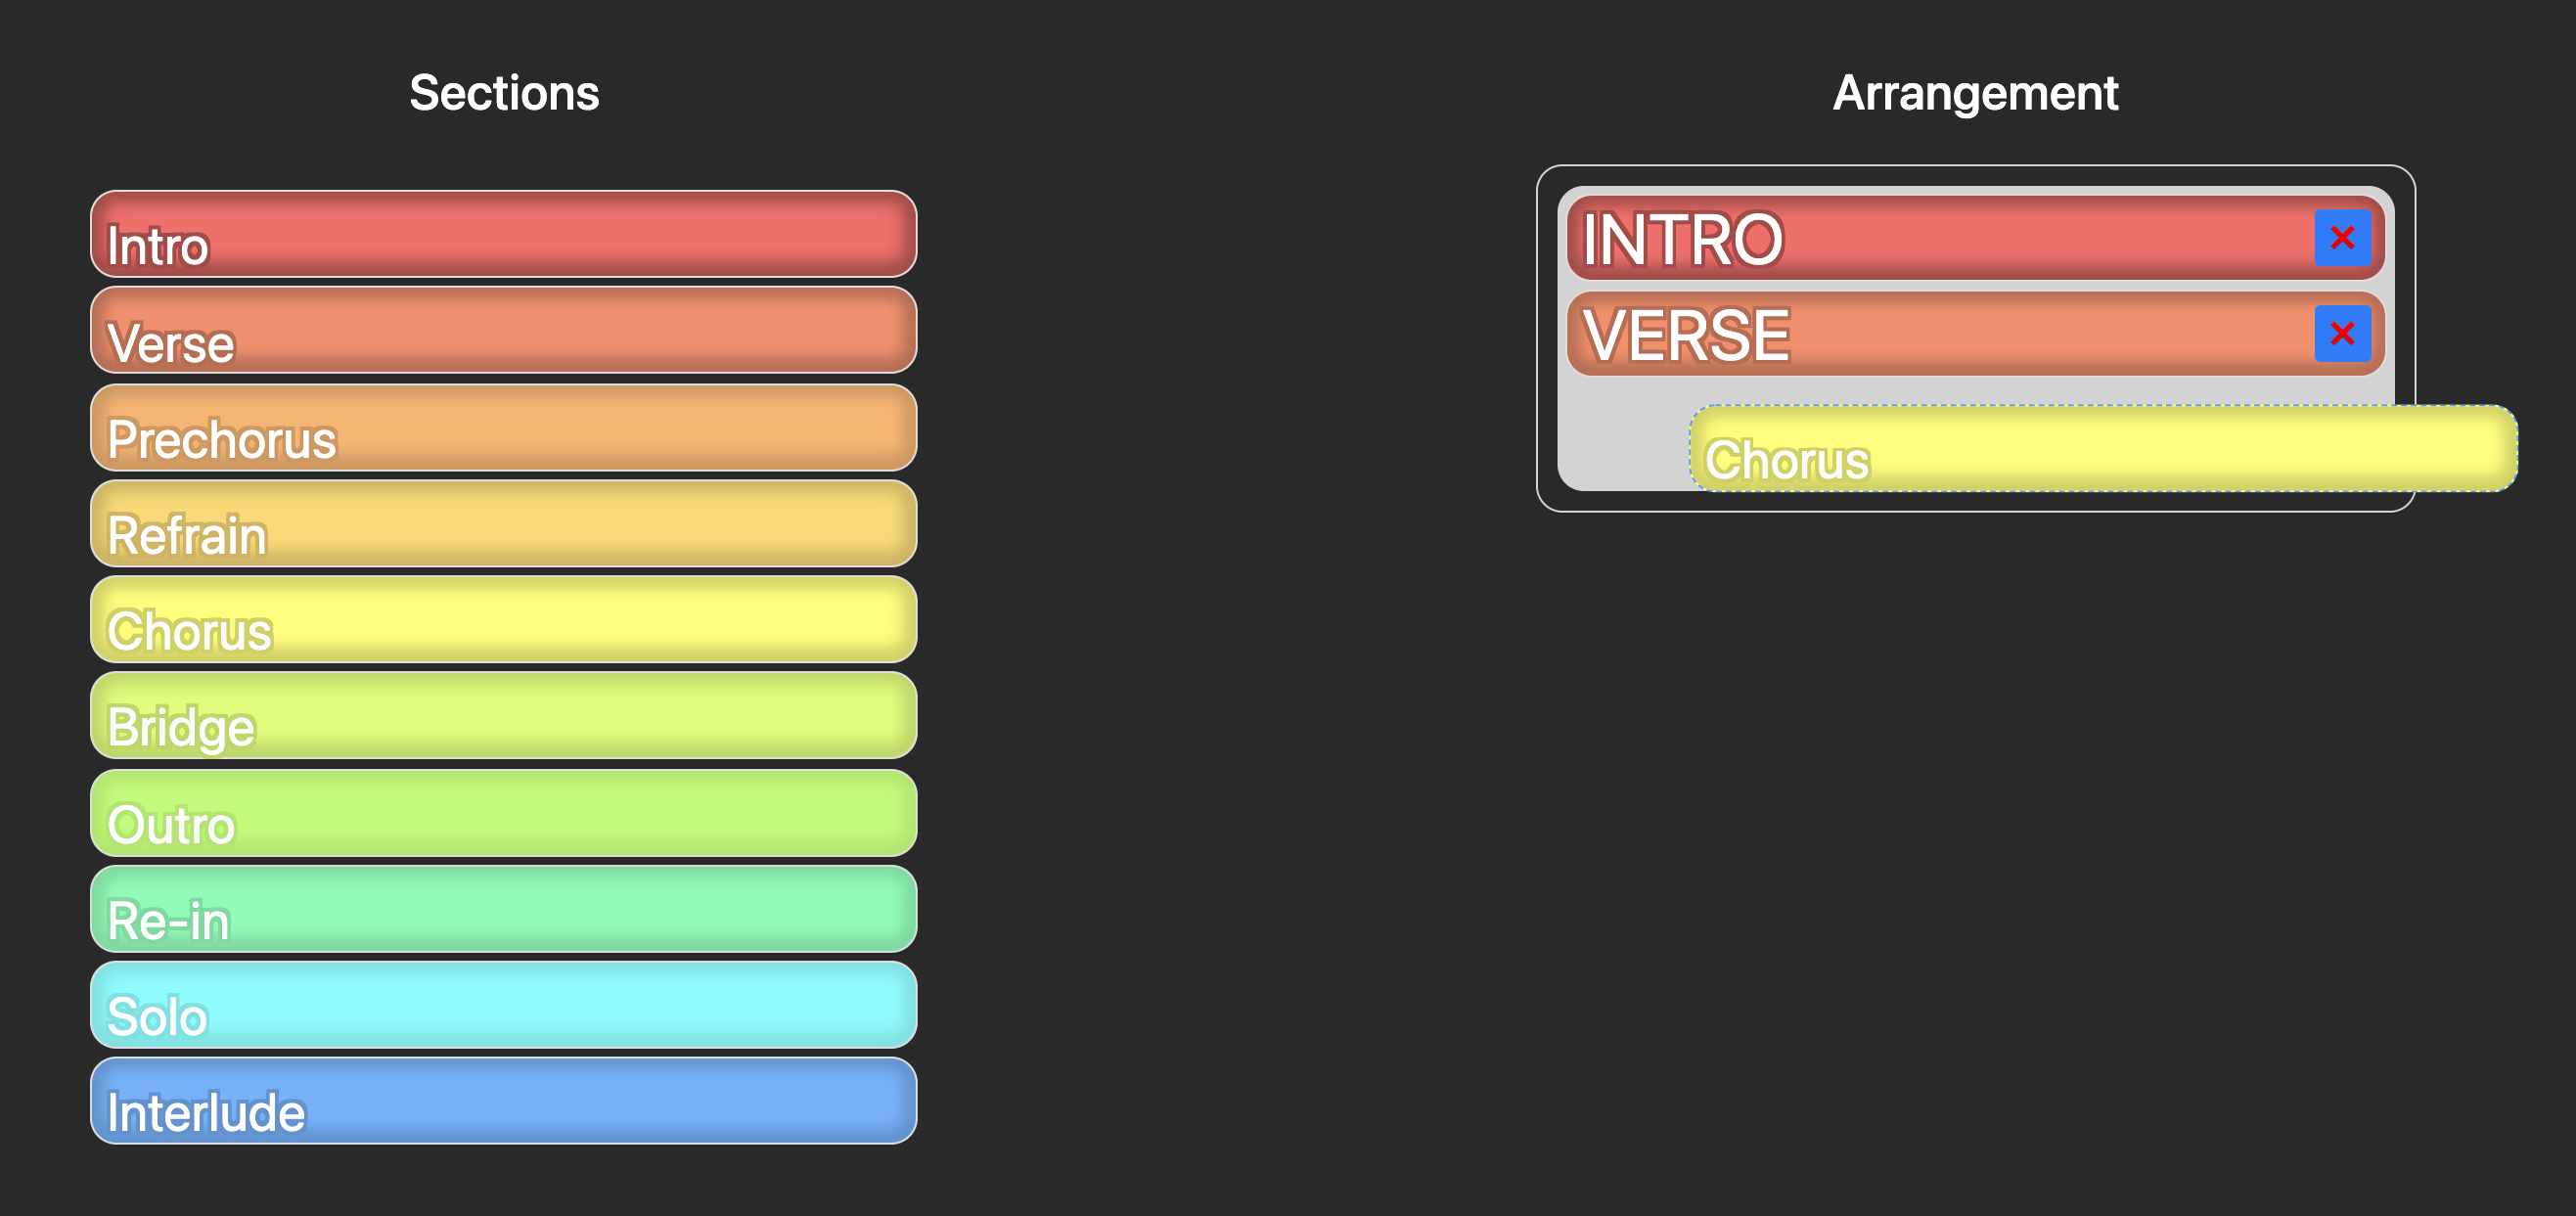 Sections
Intro
Verse
Prechorus
Refrain
Chorus
Bridge
Outro
Re-in
Solo
Interlude
Arrangement
INTRO
VERSE
Chorus